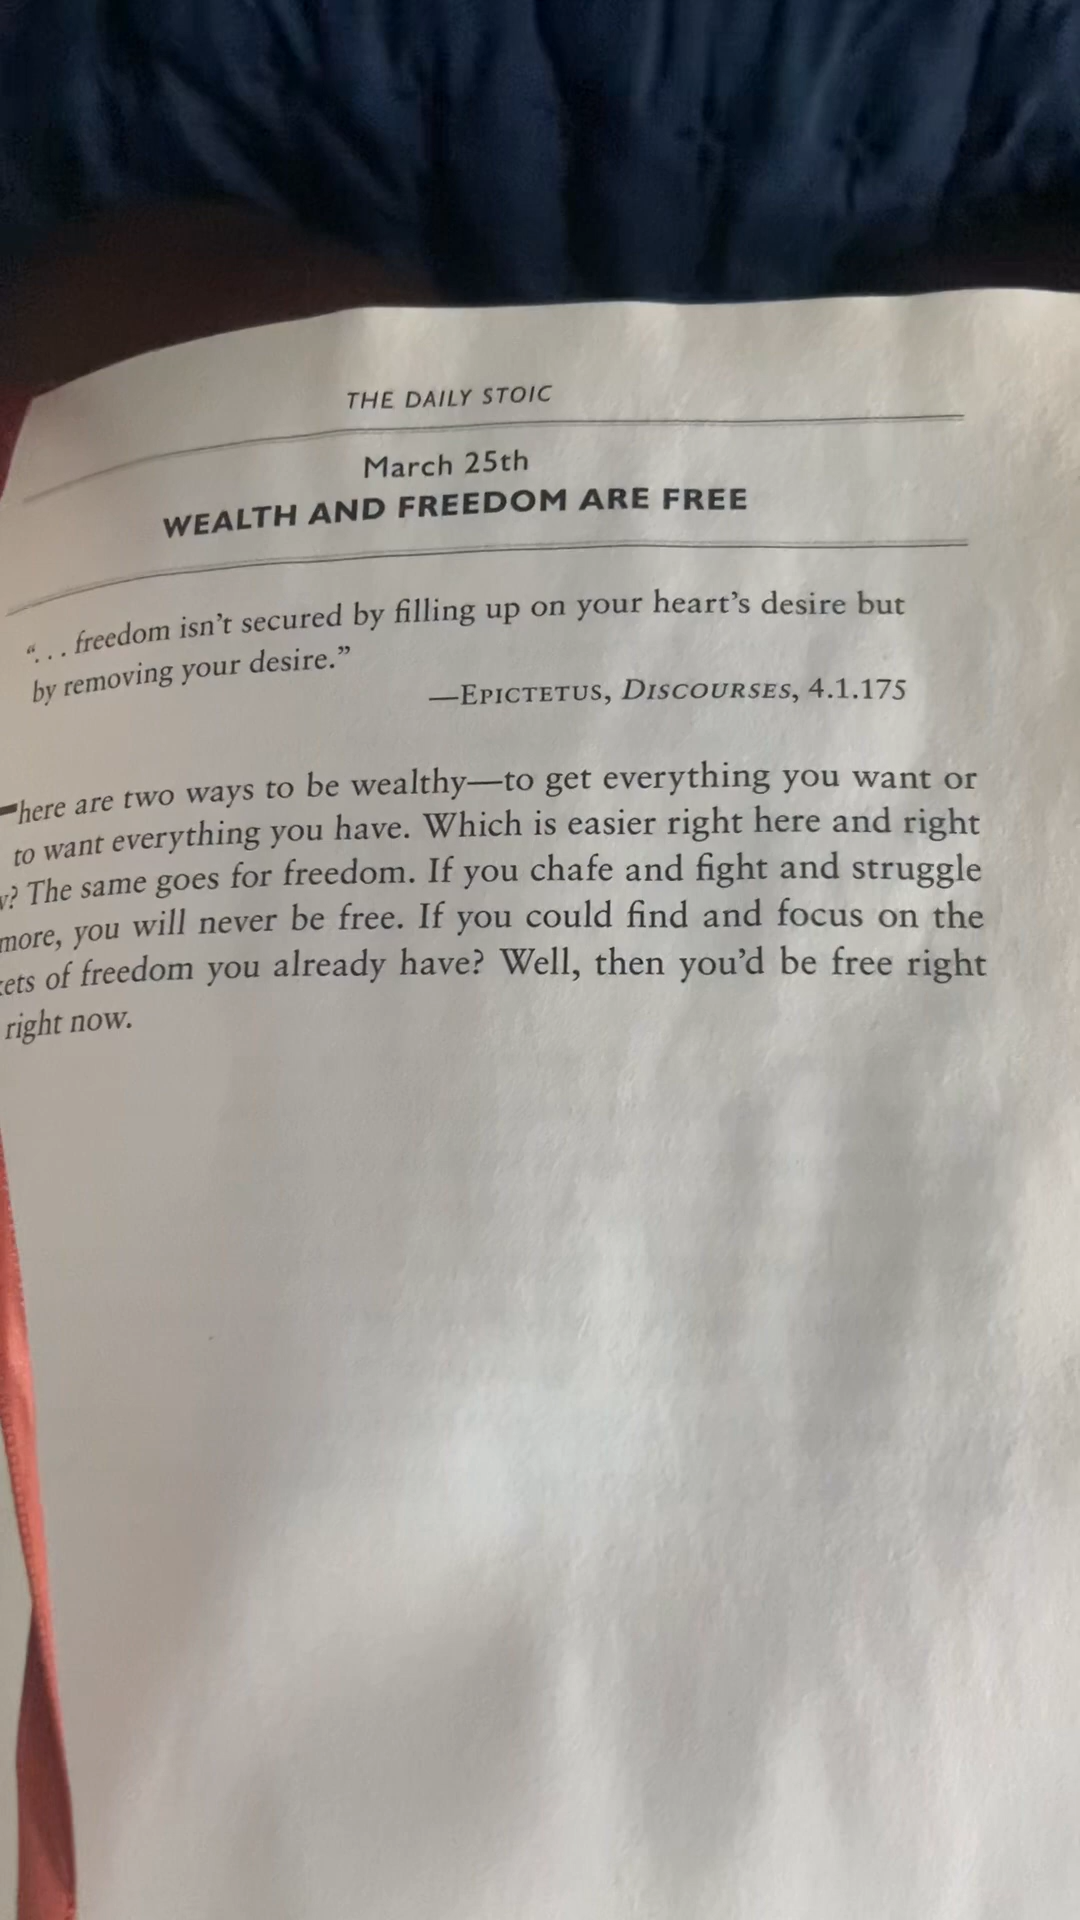 THE DAILY STOIC
March 25th
WEALTH AND FREEDOM ARE FREE
“. . . freedom isn’t secured by filling up on your heart’s desire but
by removing your desire.”
—EPICTETUS, DISCOURSES, 4.1.175
here are two ways to be wealthy—to get everything you want or
to want everything you have. Which is easier right here and right
? The same goes for freedom. If you chafe and fight and struggle
more, you will never be free. If you could find and focus on the
ets of freedom you already have? Well, then you’d be free right
right now.